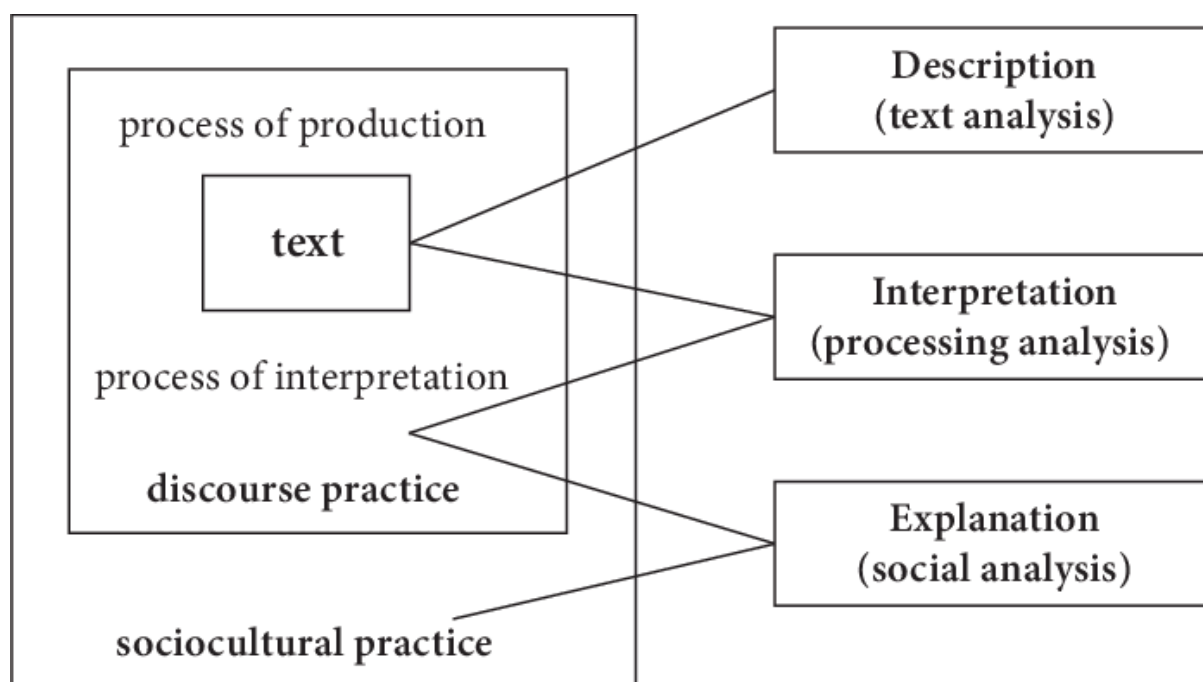 process of production
text
process of interpretation
discourse practice
sociocultural practice
Description
(text analysis)
Interpretation
(processing analysis)
Explanation
(social analysis)